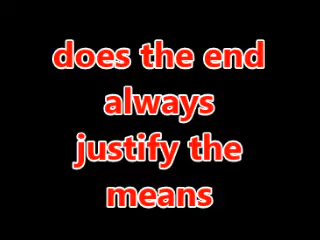 does the end
always
justify the
means